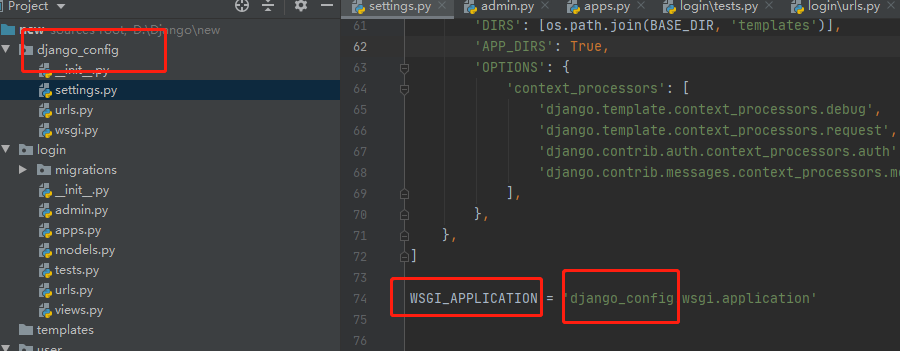 Project
new sources root, D:\Django\new
django_config
__init__.py
settings.py
urls.py
wsgi.py
login
migrations
__init__.py
admin.py
apps.py
models.py
tests.py
urls.py
views.py
templates
user
settings.py admin.py apps.py login\tests.py login\urls.py
61 'DIRS': [os.path.join(BASE_DIR, 'templates')],
62 'APP_DIRS': True,
63 'OPTIONS': {
64 'context_processors': [
65 'django.template.context_processors.debug',
66 'django.template.context_processors.request',
67 'django.contrib.auth.context_processors.auth'
68 'django.contrib.messages.context_processors.me
69 ],
70 },
71 },
72 ]
73
74 WSGI_APPLICATION = 'django_config.wsgi.application'
75